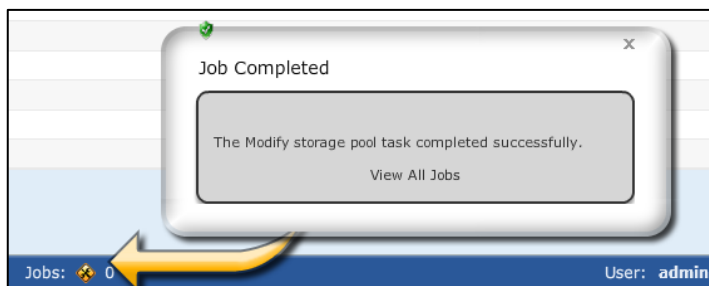 x
Job Completed
The Modify storage pool task completed successfully.
View All Jobs
Jobs: 0
User: admin